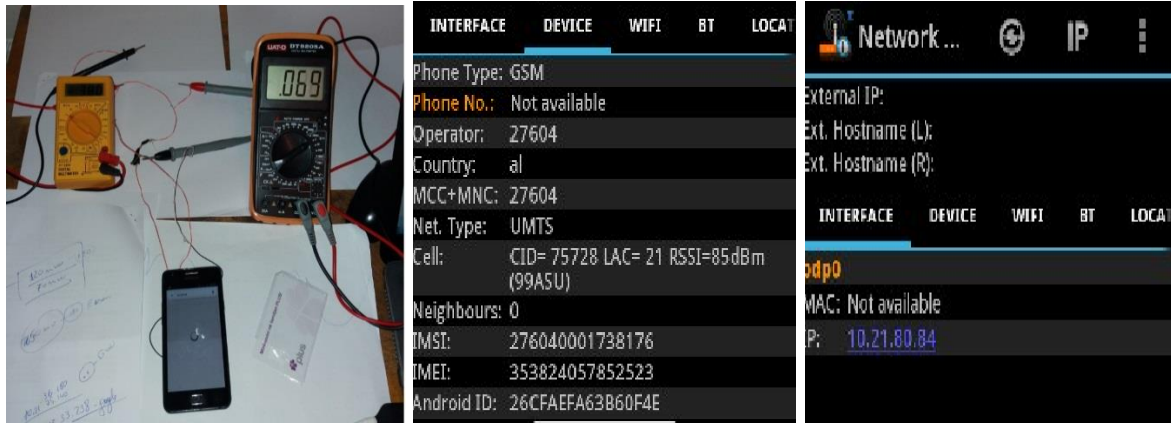 UAT-D DT9205A
.069
plus
INTERFACE DEVICE WIFI BT LOCAT
Phone Type: GSM
Phone No.: Not available
Operator: 27604
Country: al
MCC+MNC: 27604
Net. Type: UMTS
Cell: CID= 75728 LAC= 21 RSSI=85dBm
(99ASU)
Neighbours: 0
IMSI: 276040001738176
IMEI: 353824057852523
Android ID: 26CFAEFA63B60F4E
Network ... IP
External IP:
Ext. Hostname (L):
Ext. Hostname (R):
INTERFACE DEVICE WIFI BT LOCAT
pdp0
MAC: Not available
IP: 10.21.80.84